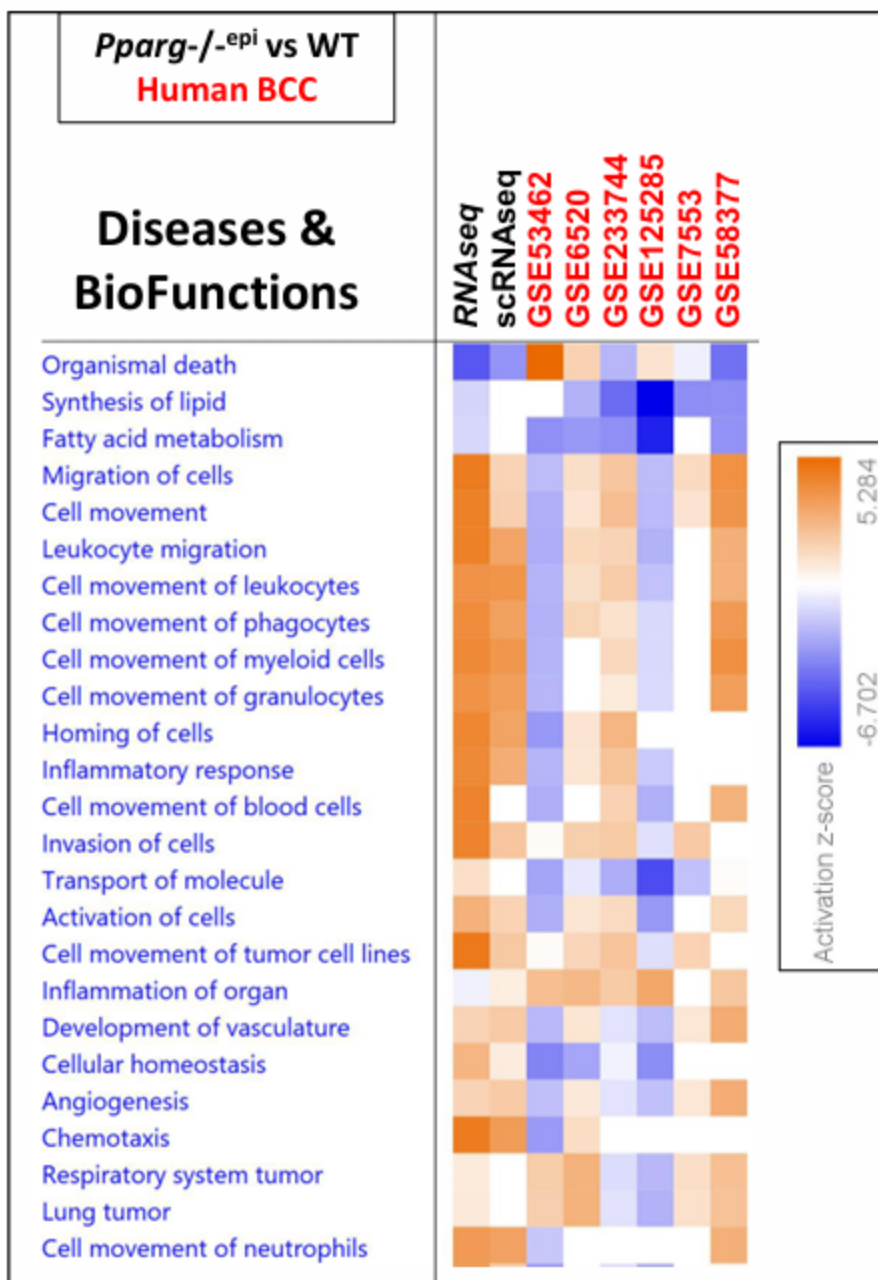 Pparg-/-epi vs WT
Human BCC
Diseases &
BioFunctions
RNAseq
scRNAseq
GSE53462
GSE6520
GSE233744
GSE125285
GSE7553
GSE58377
Organismal death
Synthesis of lipid
Fatty acid metabolism
Migration of cells
Cell movement
Leukocyte migration
Cell movement of leukocytes
Cell movement of phagocytes
Cell movement of myeloid cells
Cell movement of granulocytes
Homing of cells
Inflammatory response
Cell movement of blood cells
Invasion of cells
Transport of molecule
Activation of cells
Cell movement of tumor cell lines
Inflammation of organ
Development of vasculature
Cellular homeostasis
Angiogenesis
Chemotaxis
Respiratory system tumor
Lung tumor
Cell movement of neutrophils
5.284
-6.702
Activation z-score